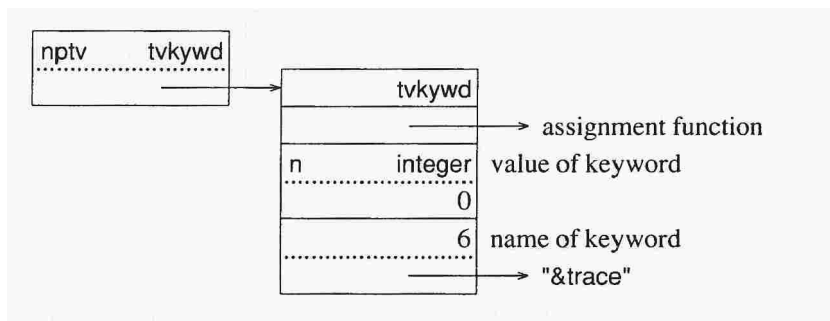 nptv tvkywd
tvkywd
assignment function
n integer value of keyword
0
6 name of keyword
"&trace"